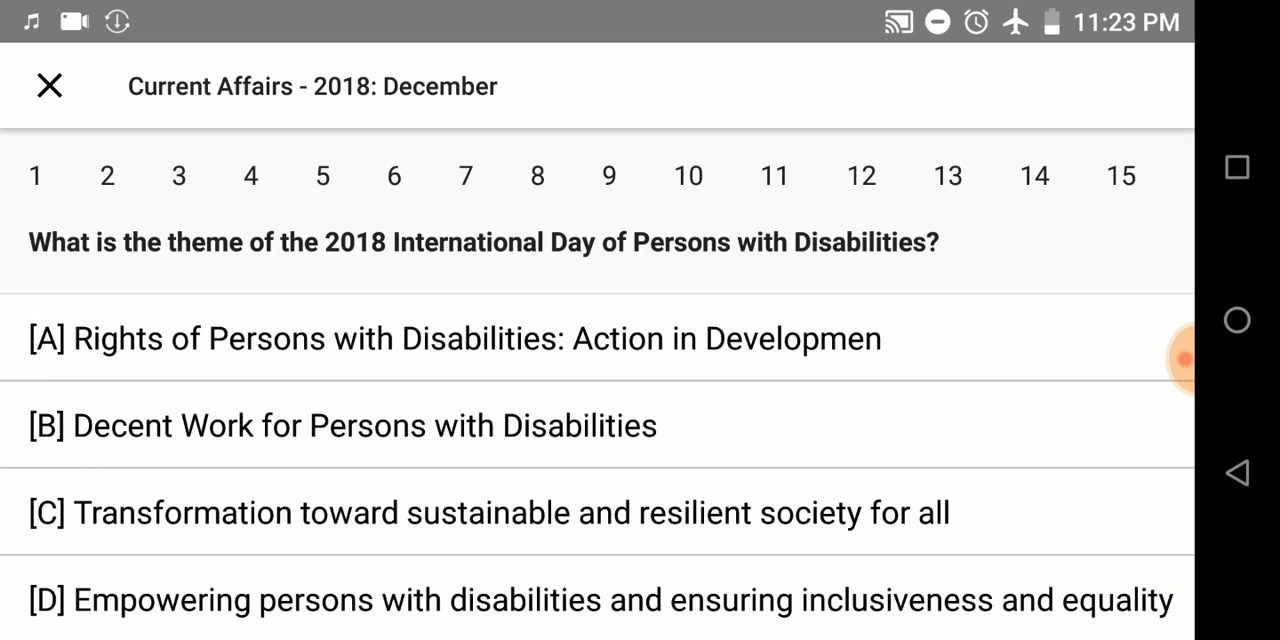 11:23 PM
Current Affairs - 2018: December
1 2 3 4 5 6 7 8 9 10 11 12 13 14 15
What is the theme of the 2018 International Day of Persons with Disabilities?
[A] Rights of Persons with Disabilities: Action in Developmen
[B] Decent Work for Persons with Disabilities
[C] Transformation toward sustainable and resilient society for all
[D] Empowering persons with disabilities and ensuring inclusiveness and equality